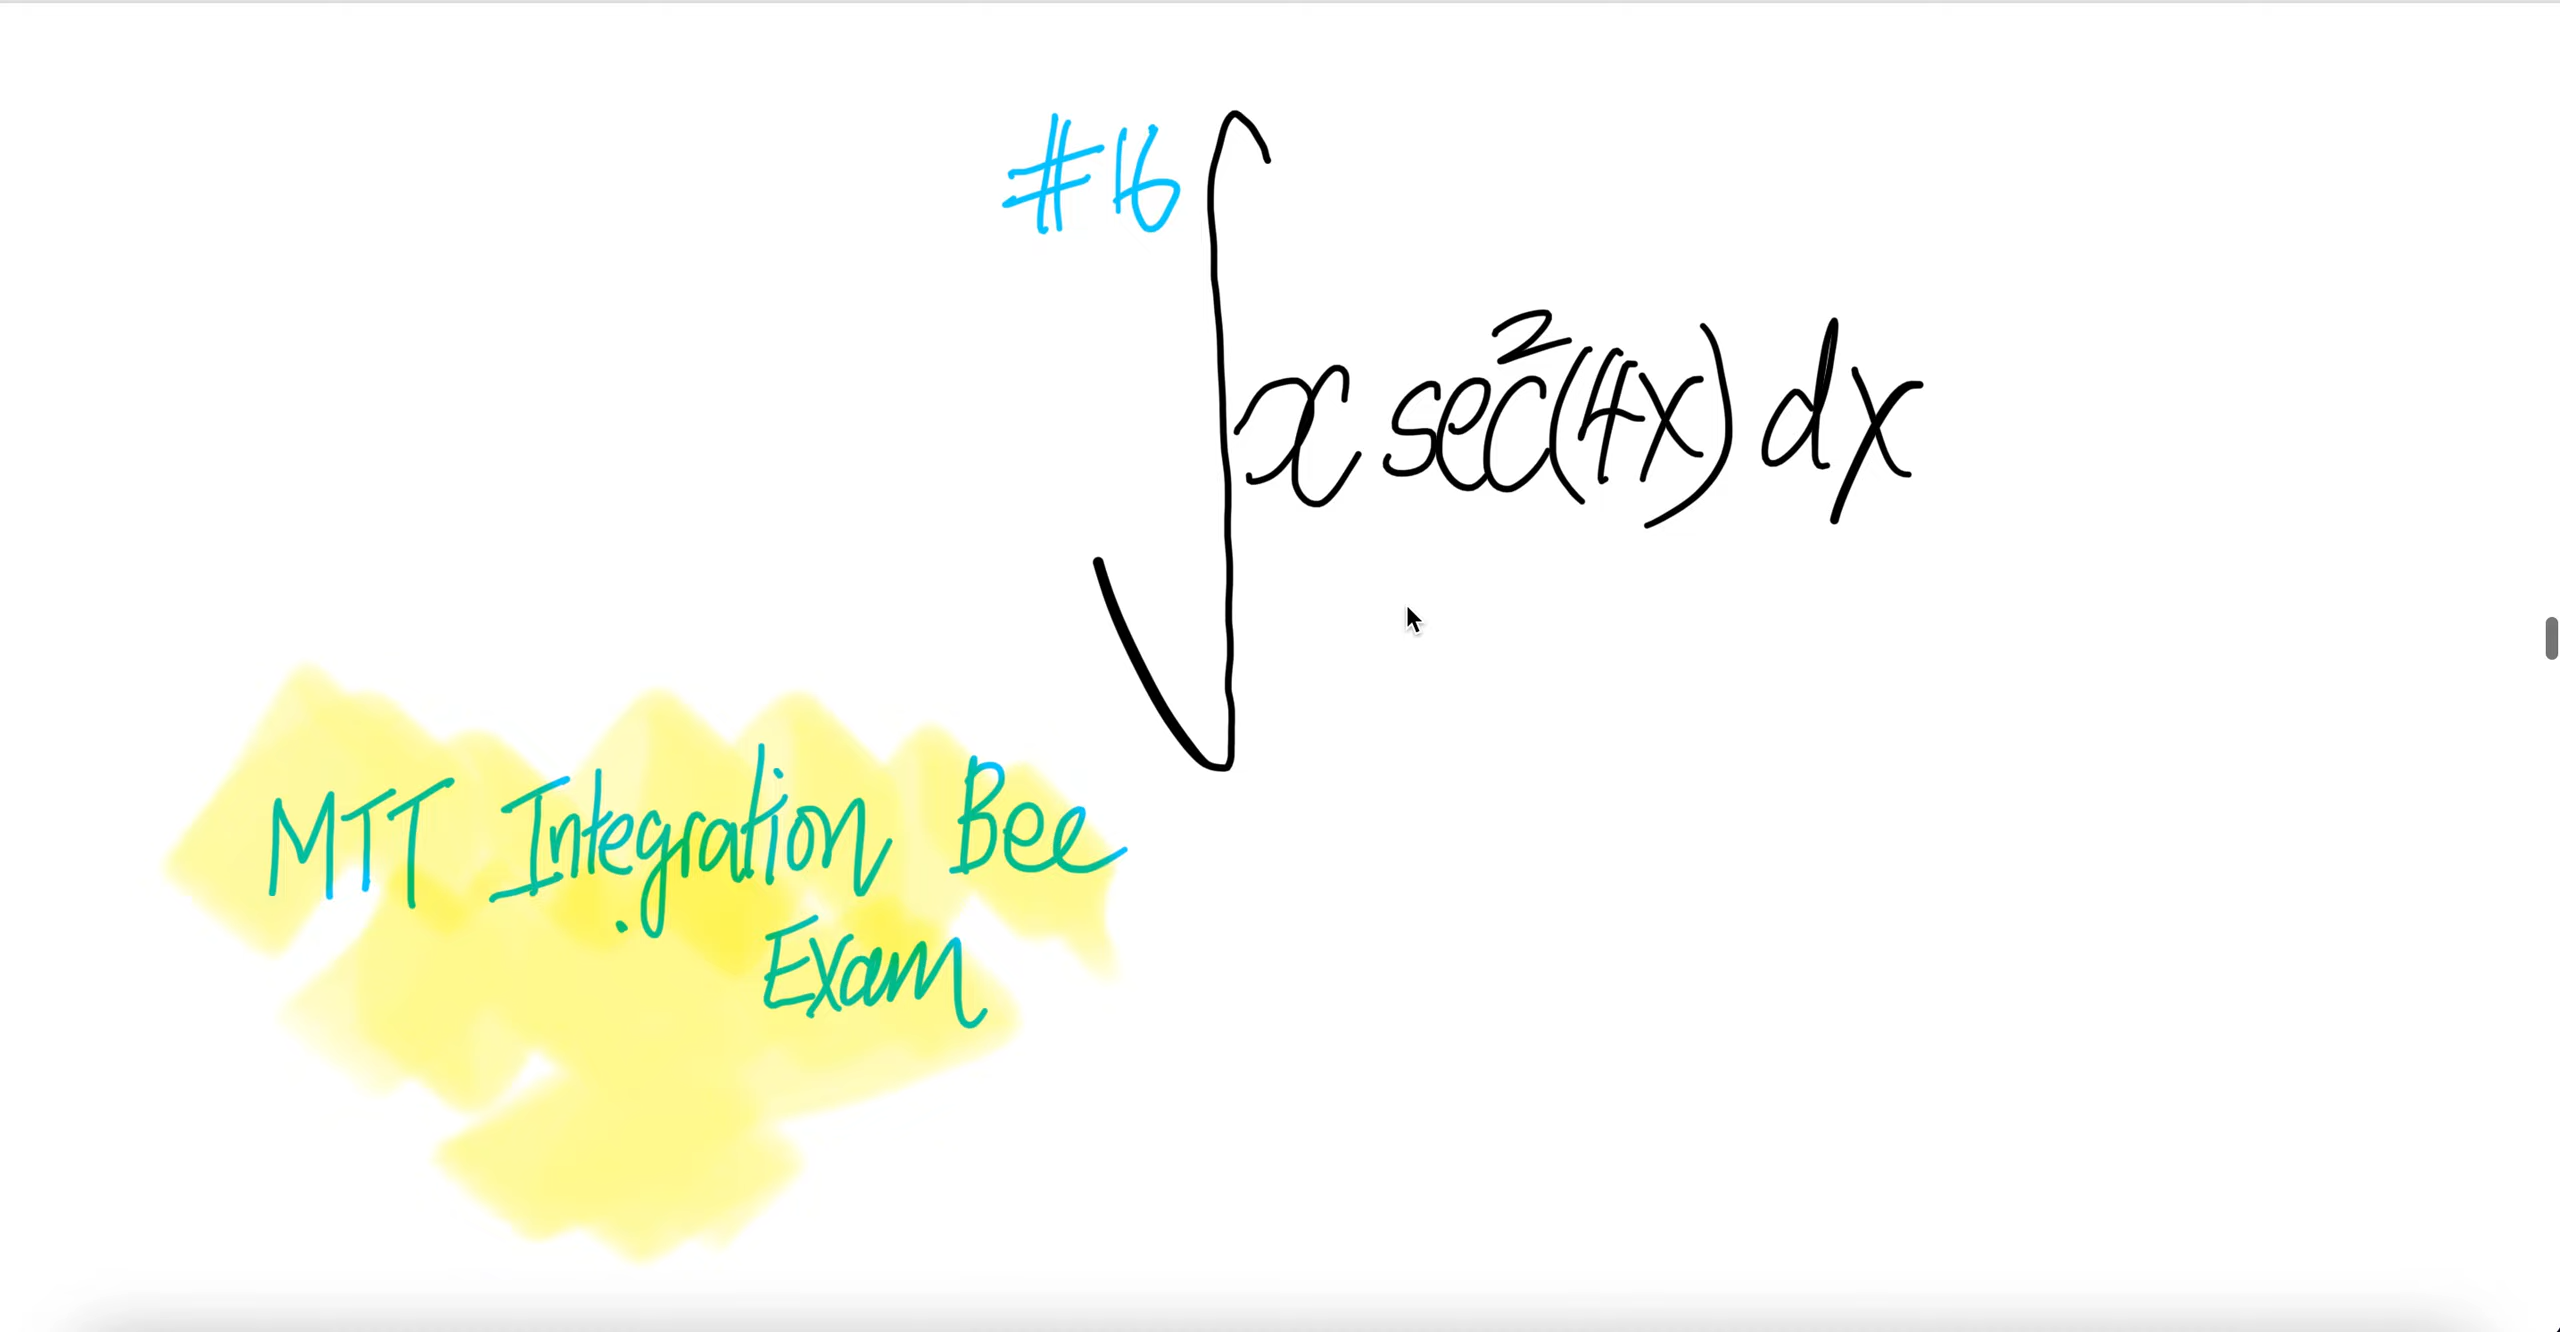 #16
∫ x sec²(4x) dx
MIT Integration Bee
Exam